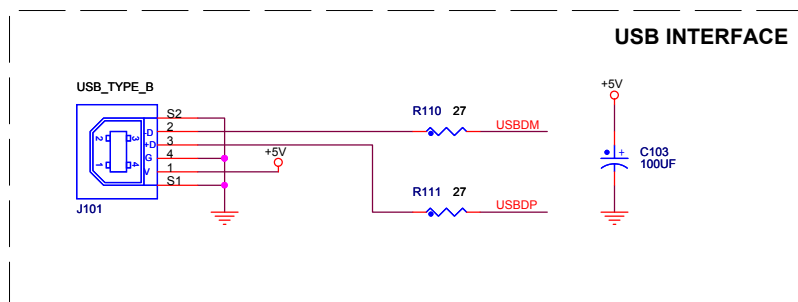 USB INTERFACE
USB_TYPE_B
S2
-D 2
+D 3
G 4
V 1
S1
2 3
1 4
J101
+5V
R110 27
USBDM
R111 27
USBDP
+5V
+
C103
100UF